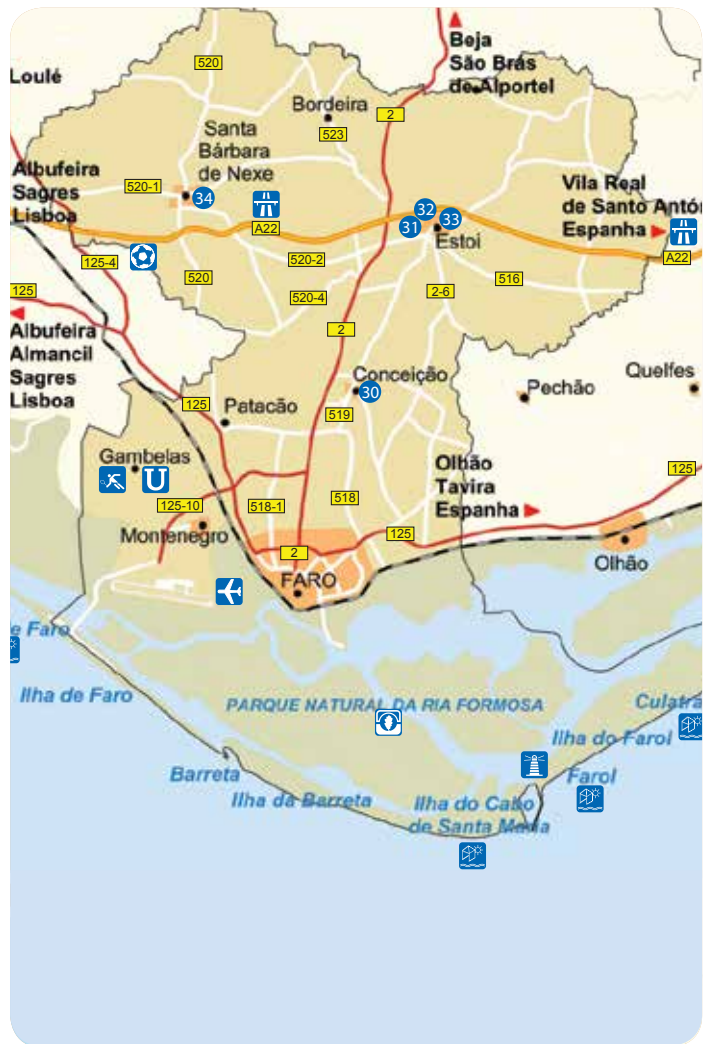 Beja
São Brás
de Alportel
520
Loulé
Bordeira
2
523
Santa
Bárbara
de Nexe
Albufeira
Sagres
Lisboa
520-1
34
Vila Real
de Santo Antón
Espanha
32
31
33
Estoi
A22
A22
125-4
520
520-2
516
125
520-4
2-6
2
Albufeira
Almancil
Sagres
Lisboa
Conceição
30
Quelfes
Pechão
125
Patacão
519
Gambelas
U
Olhão
Tavira
Espanha
125
125-10
518-1
518
Montenegro
125
2
Olhão
FARO
e Faro
Ilha de Faro
PARQUE NATURAL DA RIA FORMOSA
Culatra
Ilha do Farol
Barreta
Farol
Ilha da Barreta
Ilha do Cabo
de Santa Maria